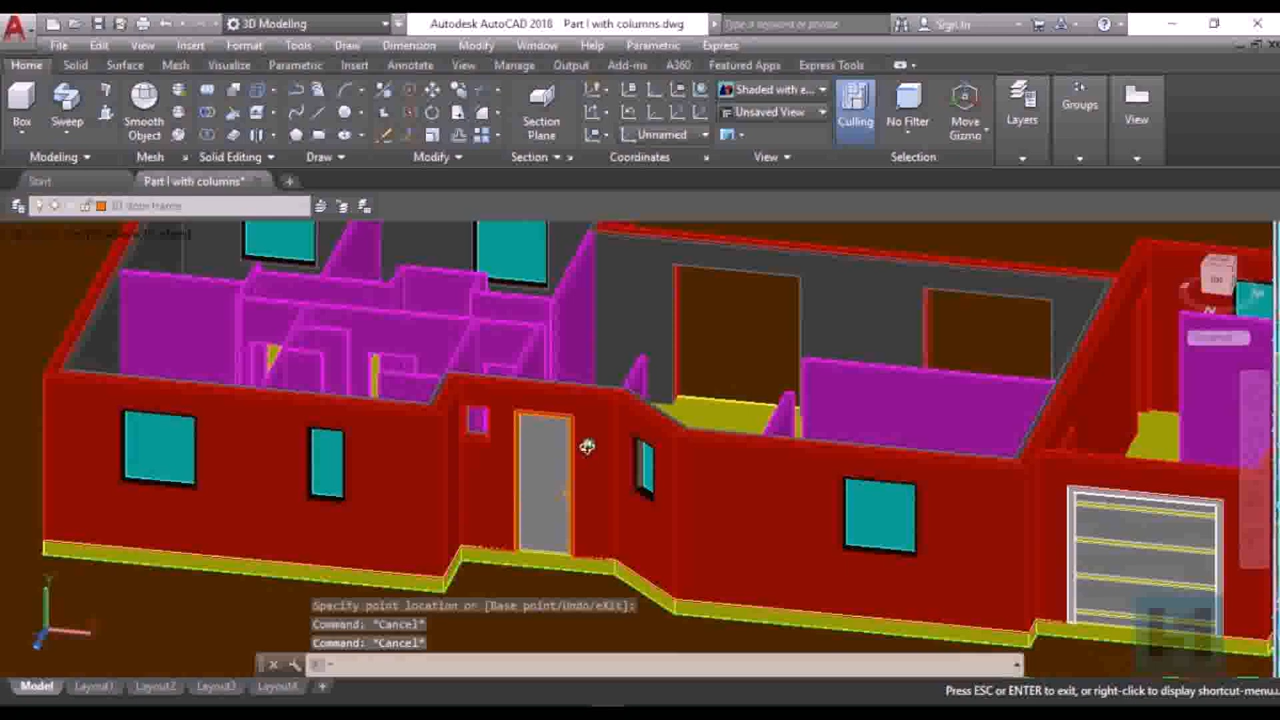 3D Modeling Autodesk AutoCAD 2018 Part I with columns.dwg Type a keyword or phrase Sign In
File Edit View Insert Format Tools Draw Dimension Modify Window Help Parametric Express
Home Solid Surface Mesh Visualize Parametric Insert Annotate View Manage Output Add-ins A360 Featured Apps Express Tools
Shaded with e...
Unsaved View
Box Sweep Smooth Object Section Plane Unnamed Culling No Filter Move Gizmo Layers Groups View
Modeling Mesh Solid Editing Draw Modify Section Coordinates View Selection
Start Part I with columns*
3D door frame
Specify point location or [Base point/Undo/eXit]:
Command: *Cancel*
Command: *Cancel*
Model Layout1 Layout2 Layout3 Layout4 +
Press ESC or ENTER to exit, or right-click to display shortcut-menu.